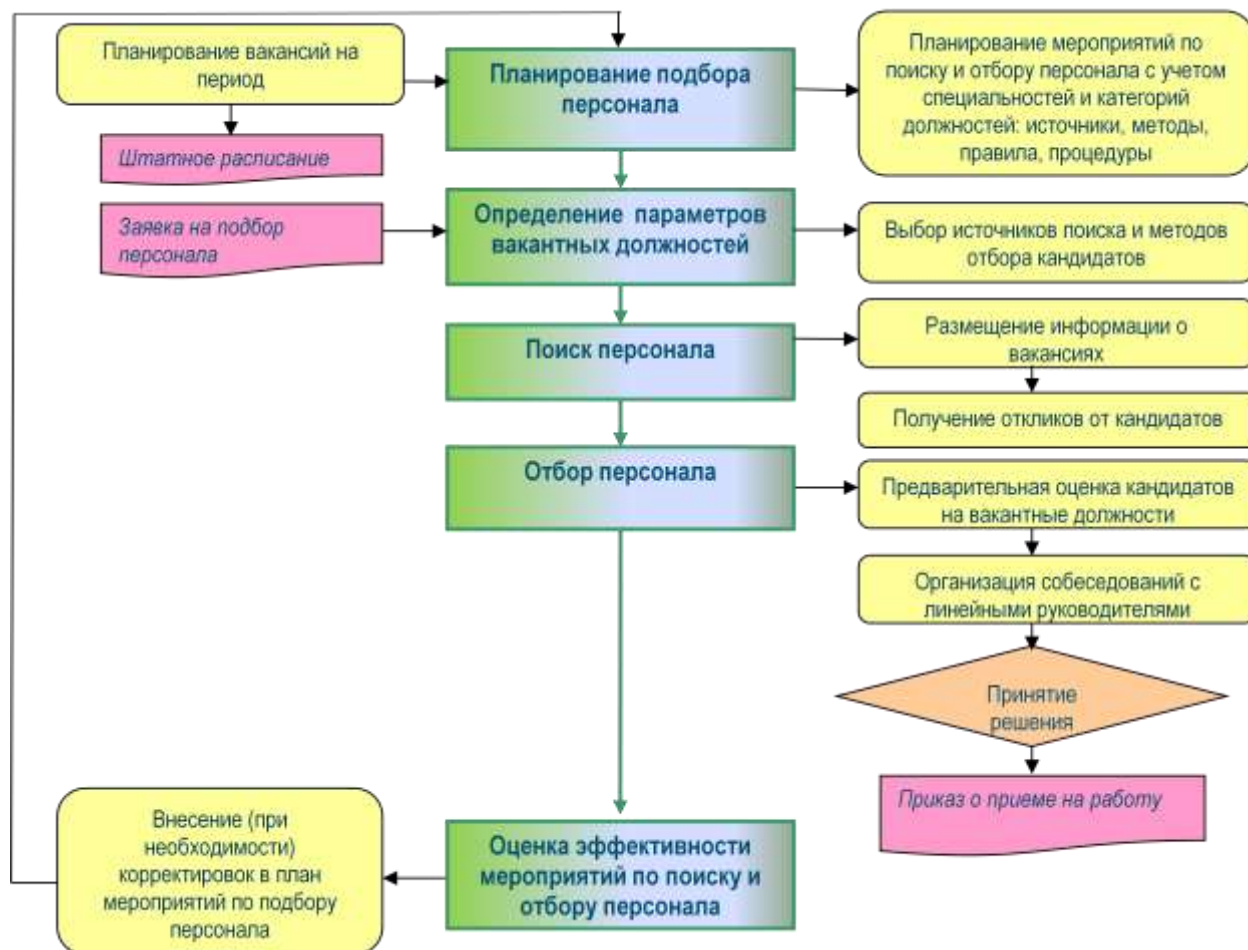 Планирование вакансий на
период
Штатное расписание
Планирование подбора
персонала
Планирование мероприятий по
поиску и отбору персонала с учетом
специальностей и категорий
должностей: источники, методы,
правила, процедуры
Заявка на подбор
персонала
Определение параметров
вакантных должностей
Выбор источников поиска и методов
отбора кандидатов
Поиск персонала
Размещение информации о
вакансиях
Получение откликов от кандидатов
Отбор персонала
Предварительная оценка кандидатов
на вакантные должности
Организация собеседований с
линейными руководителями
Принятие
решения
Приказ о приеме на работу
Оценка эффективности
мероприятий по поиску и
отбору персонала
Внесение (при
необходимости)
корректировок в план
мероприятий по подбору
персонала